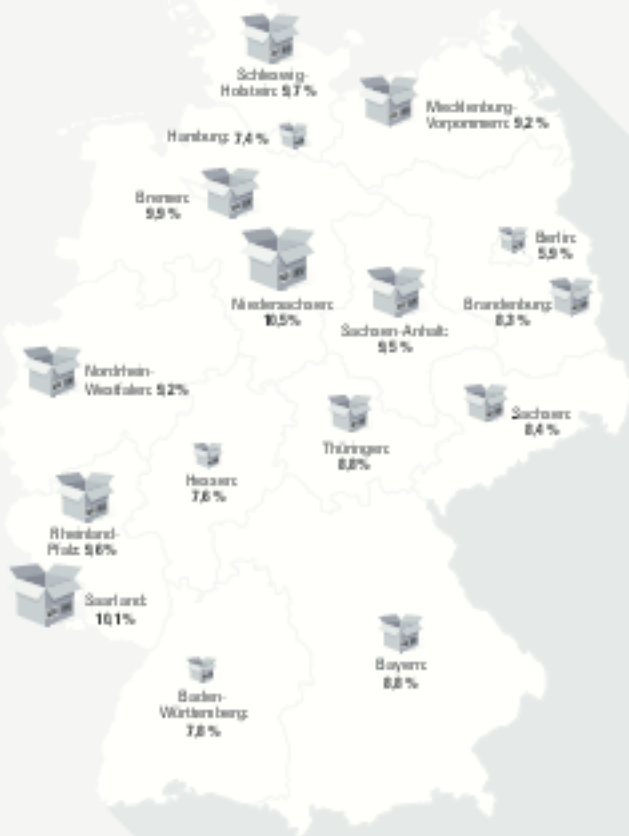 Schleswig-
Holstein: 9,7 %
Mecklenburg-
Vorpommern: 9,2 %
Hamburg: 7,4 %
Bremen:
9,9 %
Berlin:
5,9 %
Niedersachsen:
10,5%
Brandenburg:
8,3 %
Sachsen-Anhalt:
9,5 %
Nordrhein-
Westfalen: 9,2%
Sachsen:
8,4 %
Thüringen:
8,8%
Hessen:
7,6 %
Rheinland-
Pfalz: 9,6%
Saarland:
10,1%
Bayern:
8,8 %
Baden-
Württemberg:
7,8 %